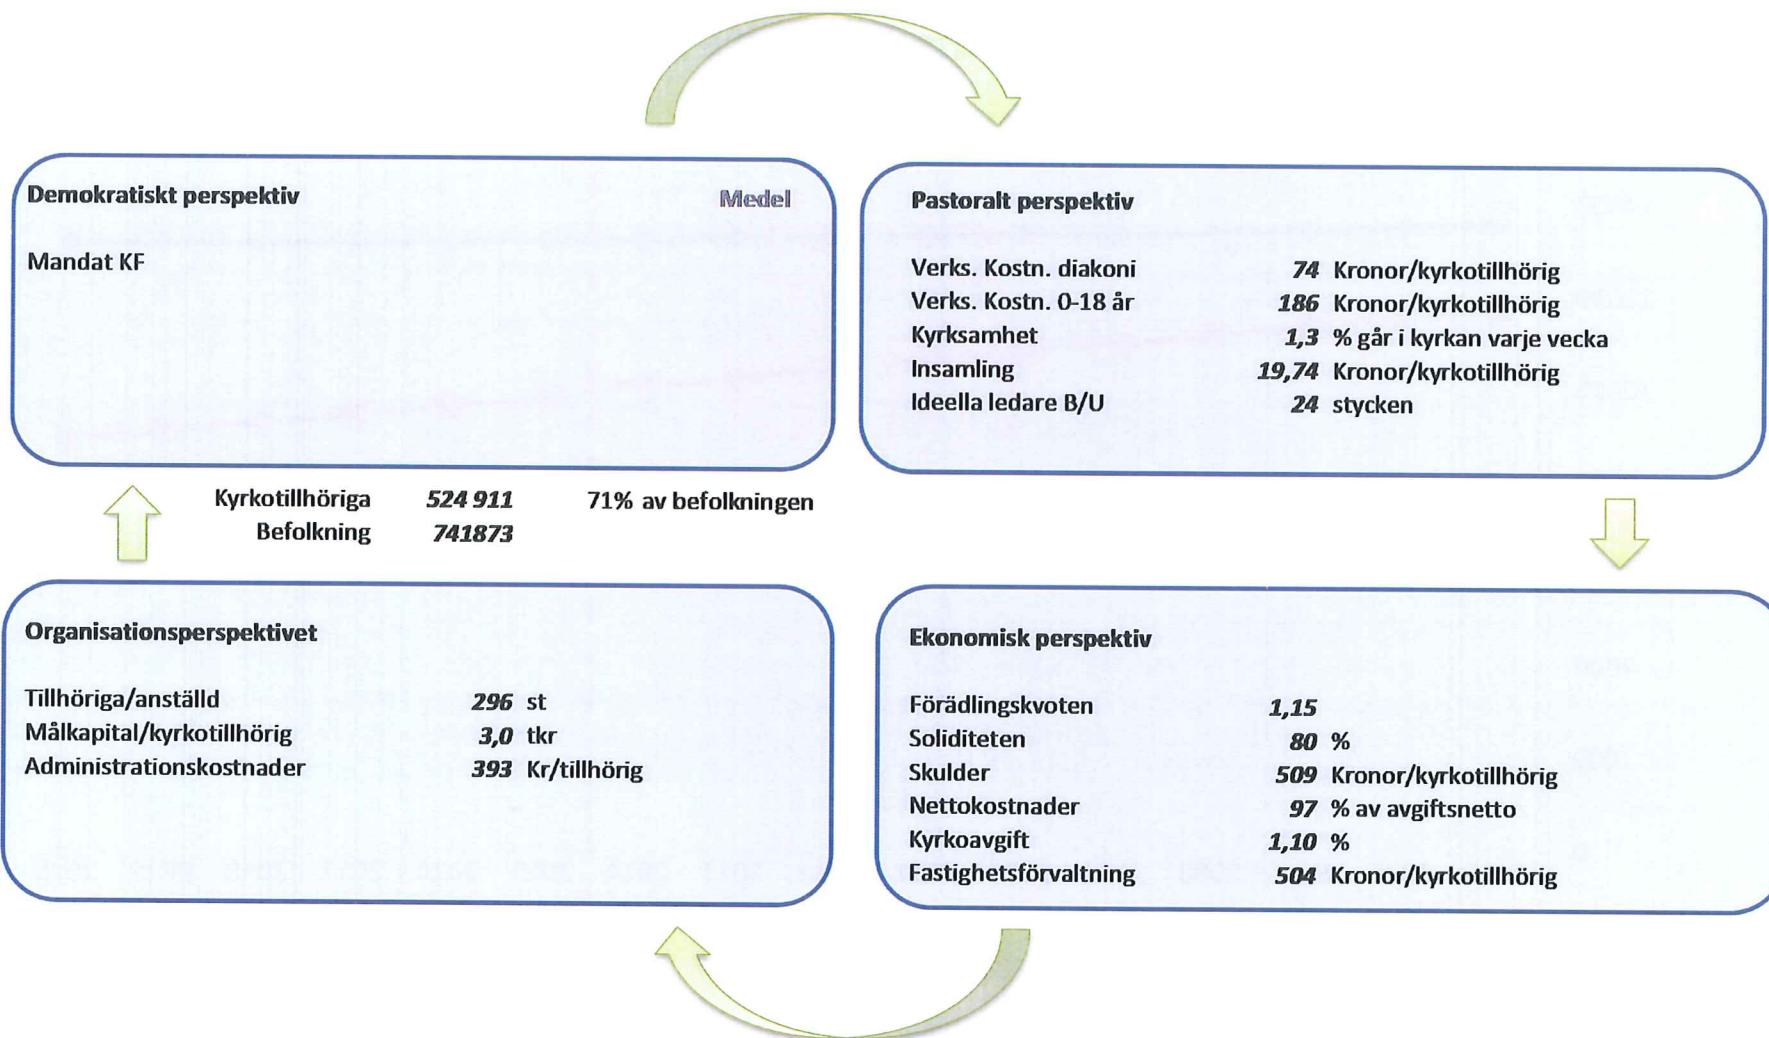 Demokratiskt perspektiv Medel
Mandat KF
Pastoralt perspektiv
Verks. Kostn. diakoni 74 Kronor/kyrkotillhörig
Verks. Kostn. 0-18 år 186 Kronor/kyrkotillhörig
Kyrksamhet 1,3 % går i kyrkan varje vecka
Insamling 19,74 Kronor/kyrkotillhörig
Ideella ledare B/U 24 stycken
Kyrkotillhöriga 524 911 71% av befolkningen
Befolkning 741873
Organisationsperspektivet
Tillhöriga/anställd 296 st
Målkapital/kyrkotillhörig 3,0 tkr
Administrationskostnader 393 Kr/tillhörig
Ekonomisk perspektiv
Förädlingskvoten 1,15
Soliditeten 80 %
Skulder 509 Kronor/kyrkotillhörig
Nettokostnader 97 % av avgiftsnetto
Kyrkoavgift 1,10 %
Fastighetsförvaltning 504 Kronor/kyrkotillhörig